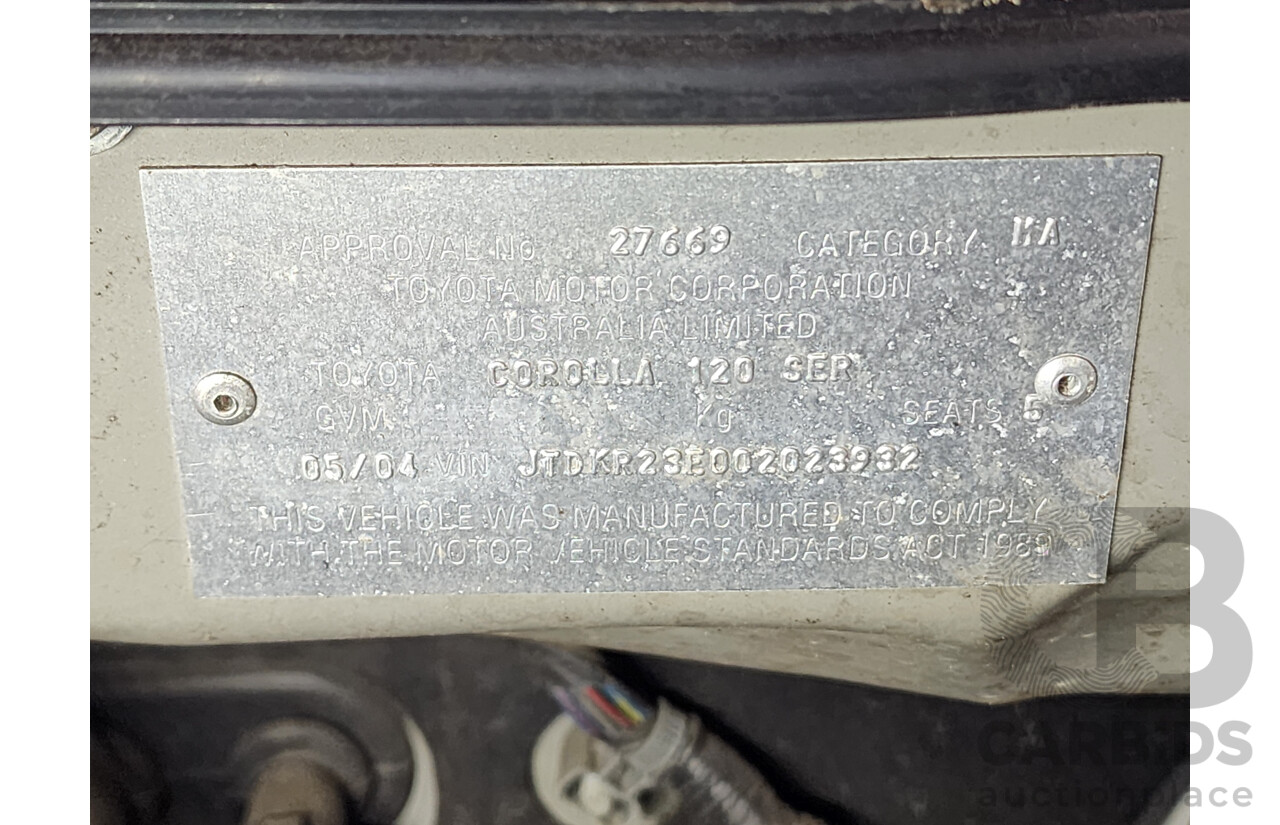 APPROVAL No 27669 CATEGORY MA
TOYOTA MOTOR CORPORATION
AUSTRALIA LIMITED
TOYOTA COROLLA 120 SER
GVM Kg SEATS 5
05/04 VIN JTDKR23E002023932
THIS VEHICLE WAS MANUFACTURED TO COMPLY
WITH THE MOTOR VEHICLE STANDARDS ACT 1989
CB
CARBIDS
auctionplace